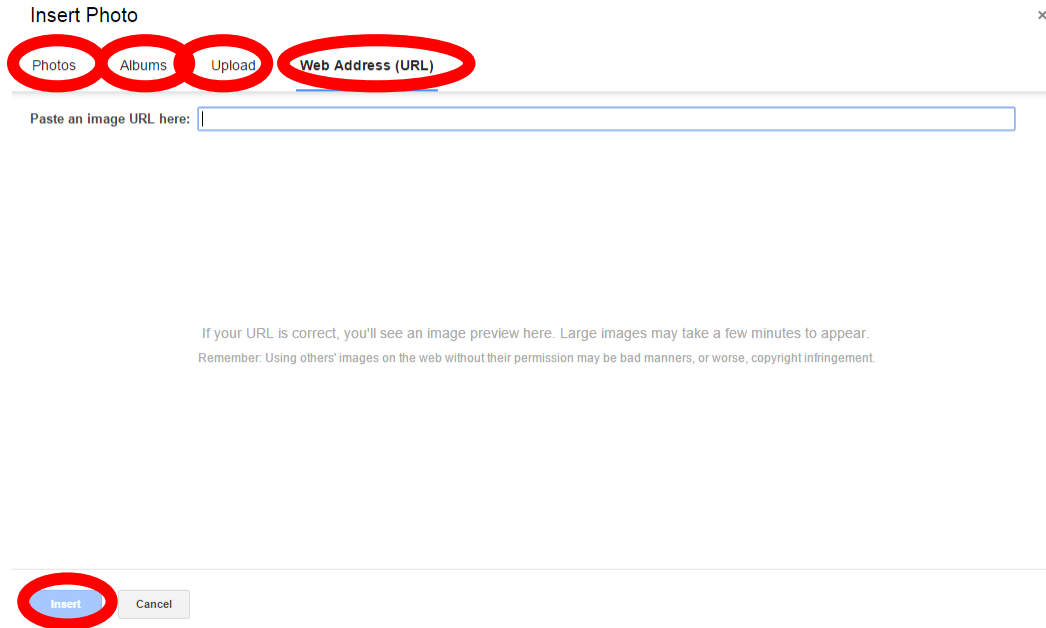 Insert Photo
×
Photos Albums Upload Web Address (URL)
Paste an image URL here:
If your URL is correct, you'll see an image preview here. Large images may take a few minutes to appear.
Remember: Using others' images on the web without their permission may be bad manners, or worse, copyright infringement.
Insert Cancel